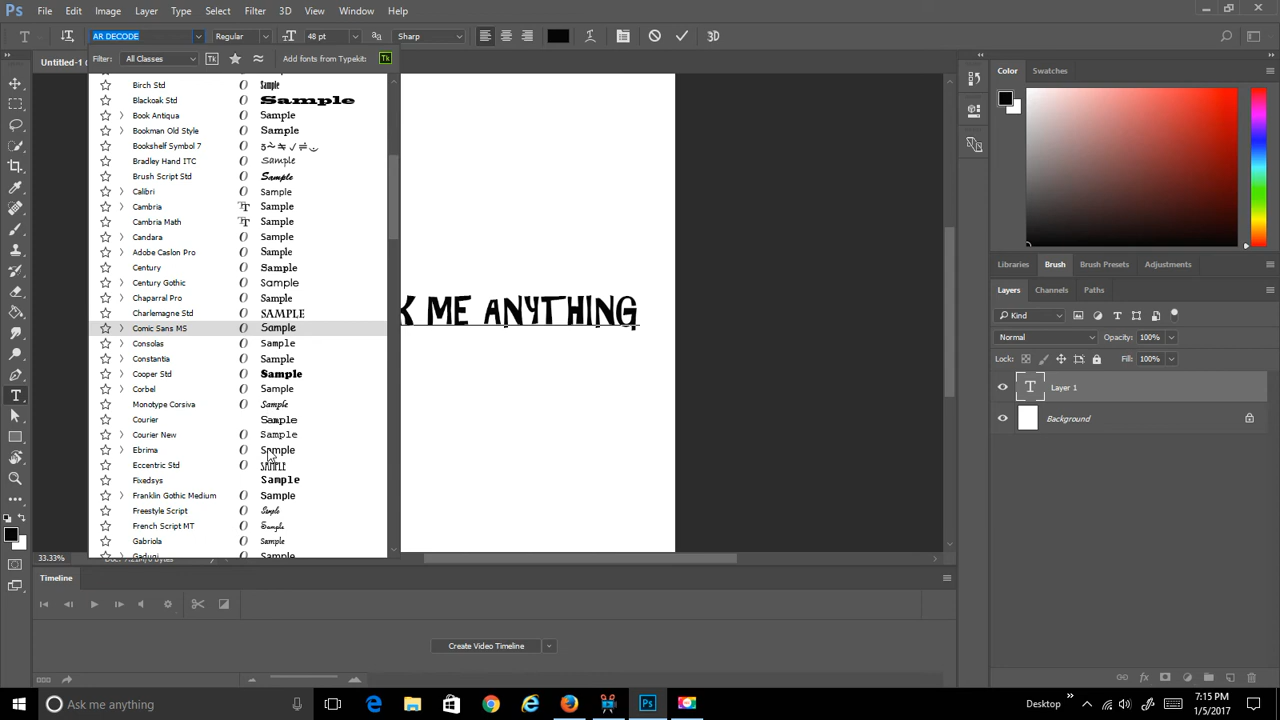 Ps File Edit Image Layer Type Select Filter 3D View Window Help
AR DECODE Regular 48 pt Sharp 3D
Filter: All Classes Tk Add fonts from Typekit: Tk
Untitled-1
Birch Std Sample
Blackoak Std Sample
Book Antiqua Sample
Bookman Old Style Sample
Bookshelf Symbol 7
Bradley Hand ITC Sample
Brush Script Std Sample
Calibri Sample
Cambria Sample
Cambria Math Sample
Candara Sample
Adobe Caslon Pro Sample
Century Sample
Century Gothic Sample
Chaparral Pro Sample
Charlemagne Std SAMPLE
Comic Sans MS Sample
Consolas Sample
Constantia Sample
Cooper Std Sample
Corbel Sample
Monotype Corsiva Sample
Courier Sample
Courier New Sample
Ebrima Sample
Eccentric Std SAMPLE
Fixedsys Sample
Franklin Gothic Medium Sample
Freestyle Script Sample
French Script MT Sample
Gabriola Sample
Gadugi Sample
K ME ANYTHING
33.33%
Timeline
Create Video Timeline
Color Swatches
Libraries Brush Brush Presets Adjustments
Layers Channels Paths
Kind
Normal Opacity: 100%
Lock: Fill: 100%
T Layer 1
Background
fx
Ask me anything
Desktop
7:15 PM
1/5/2017